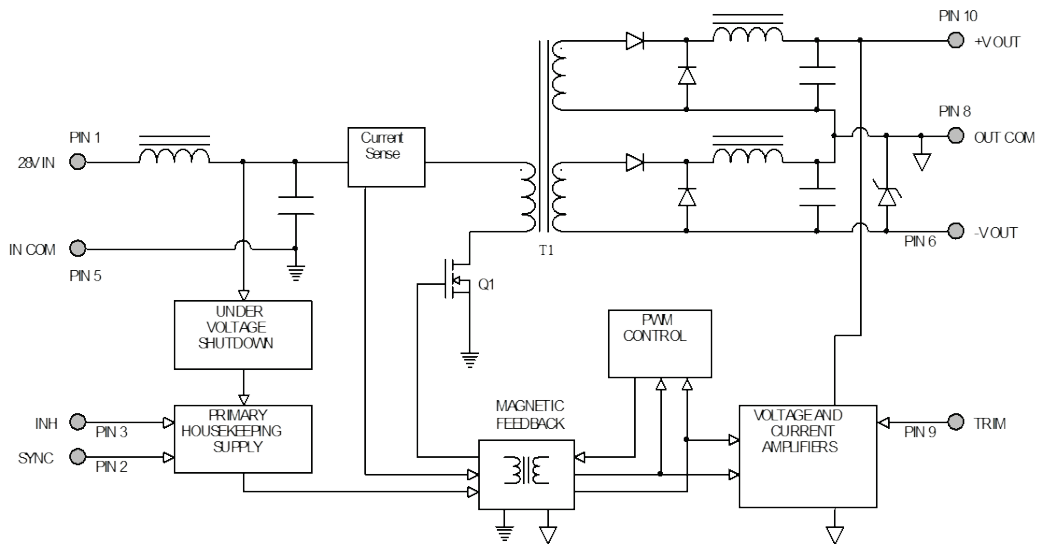 PIN 10
+VOUT
PIN 8
OUT COM
PIN 1
28VIN
Current
Sense
T1
PIN 6
-VOUT
IN COM
PIN 5
Q1
UNDER
VOLTAGE
SHUTDOWN
PWM
CONTROL
MAGNETIC
FEEDBACK
INH
PIN 3
SYNC
PIN 2
PRIMARY
HOUSEKEEPING
SUPPLY
VOLTAGE AND
CURRENT
AMPLIFIERS
PIN 9
TRIM